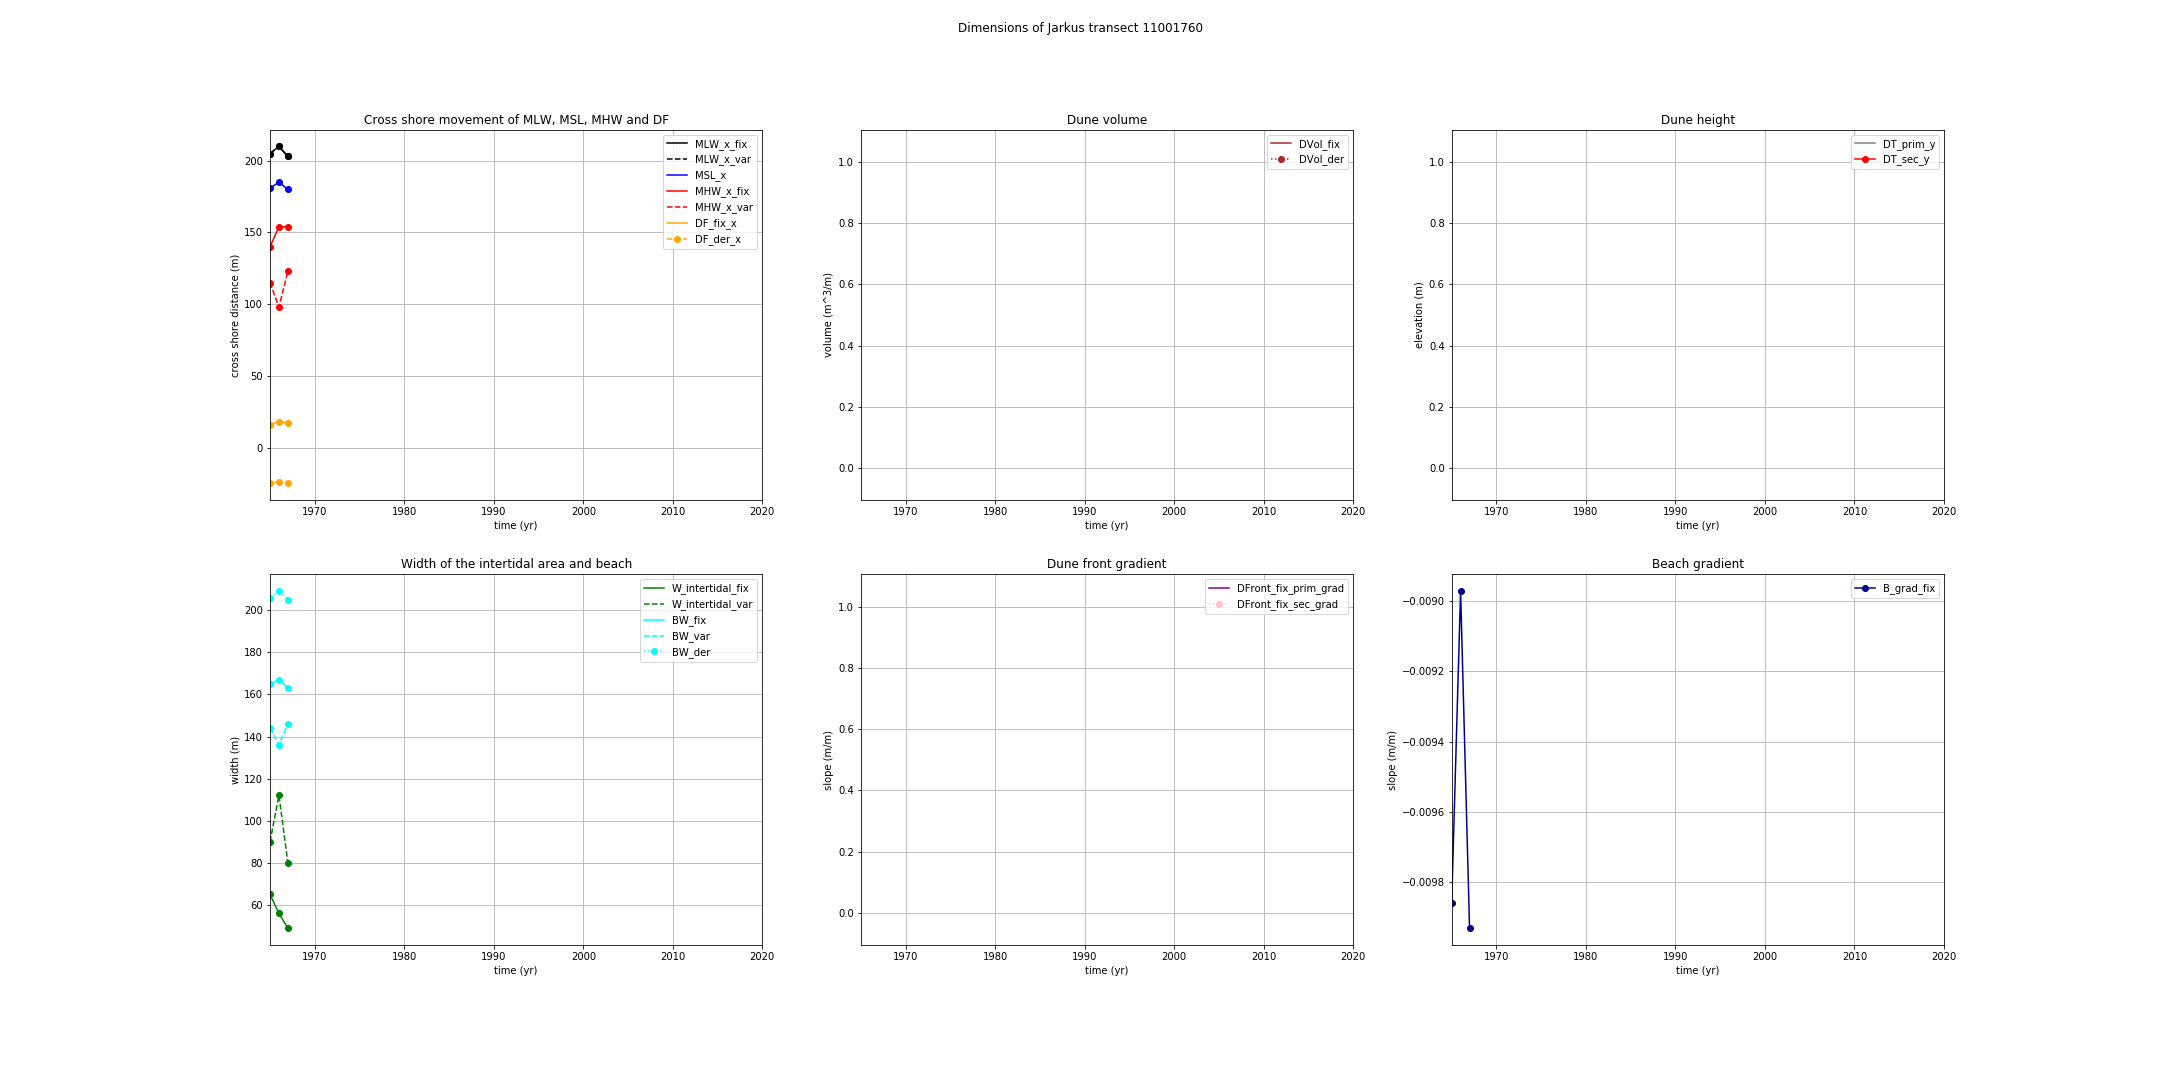 Dimensions of Jarkus transect 11001760
Cross shore movement of MLW, MSL, MHW and DF
cross shore distance (m)
200
150
100
50
0
MLW_x_fix
MLW_x_var
MSL_x
MHW_x_fix
MHW_x_var
DF_fix_x
DF_der_x
1970 1980 1990 2000 2010 2020
time (yr)
Dune volume
volume (m^3/m)
1.0
0.8
0.6
0.4
0.2
0.0
DVol_fix
DVol_der
1970 1980 1990 2000 2010 2020
time (yr)
Dune height
elevation (m)
1.0
0.8
0.6
0.4
0.2
0.0
DT_prim_y
DT_sec_y
1970 1980 1990 2000 2010 2020
time (yr)
Width of the intertidal area and beach
width (m)
200
180
160
140
120
100
80
60
W_intertidal_fix
W_intertidal_var
BW_fix
BW_var
BW_der
1970 1980 1990 2000 2010 2020
time (yr)
Dune front gradient
slope (m/m)
1.0
0.8
0.6
0.4
0.2
0.0
DFront_fix_prim_grad
DFront_fix_sec_grad
1970 1980 1990 2000 2010 2020
time (yr)
Beach gradient
slope (m/m)
−0.0090
−0.0092
−0.0094
−0.0096
−0.0098
B_grad_fix
1970 1980 1990 2000 2010 2020
time (yr)